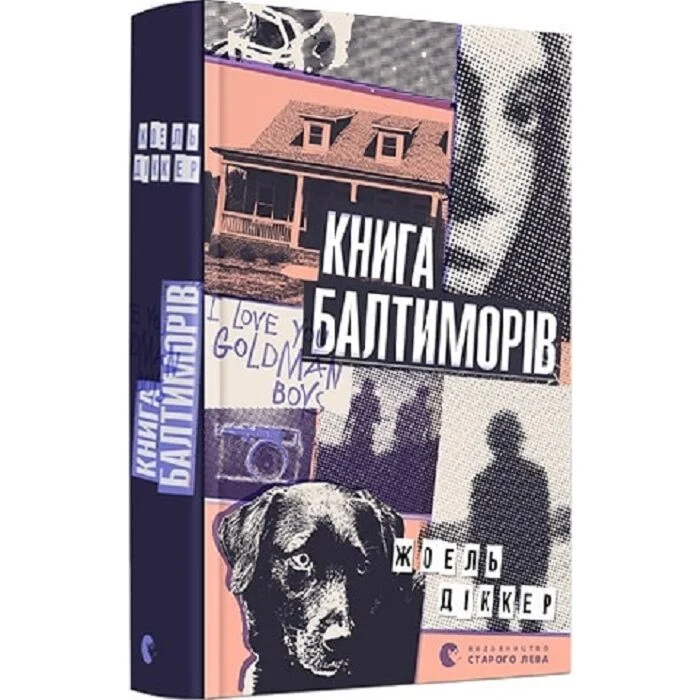 ЖОЕЛЬ
ДІККЕР
КНИГА
БАЛТИМОРІВ
КНИГА
БАЛТИМОРІВ
I LOVE YOU
GOLDMAN
BOYS
ЖОЕЛЬ
ДІККЕР
ВИДАВНИЦТВО
СТАРОГО ЛЕВА